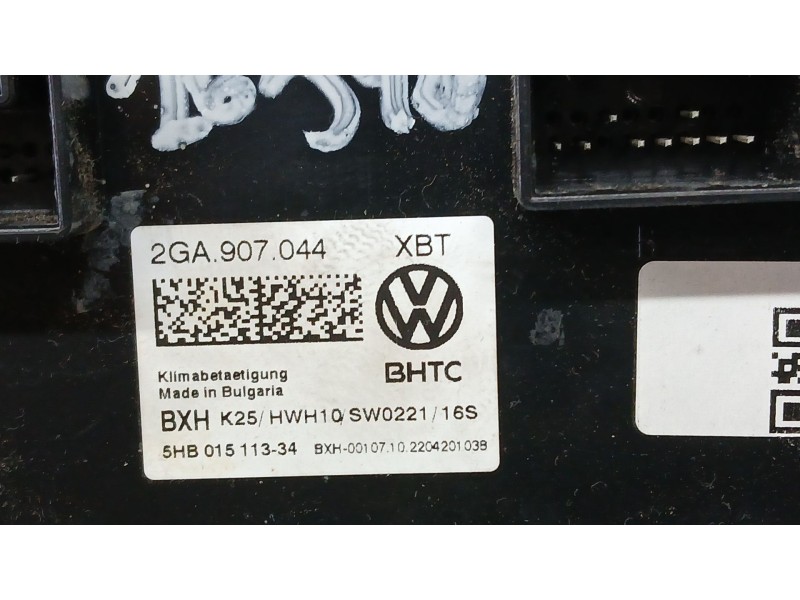 2GA.907.044 XBT
BHTC
Klimabetaetigung
Made in Bulgaria
BXH K25/HWH10/SW0221/16S
5HB 015 113-34 BXH-00107.10.2204201038